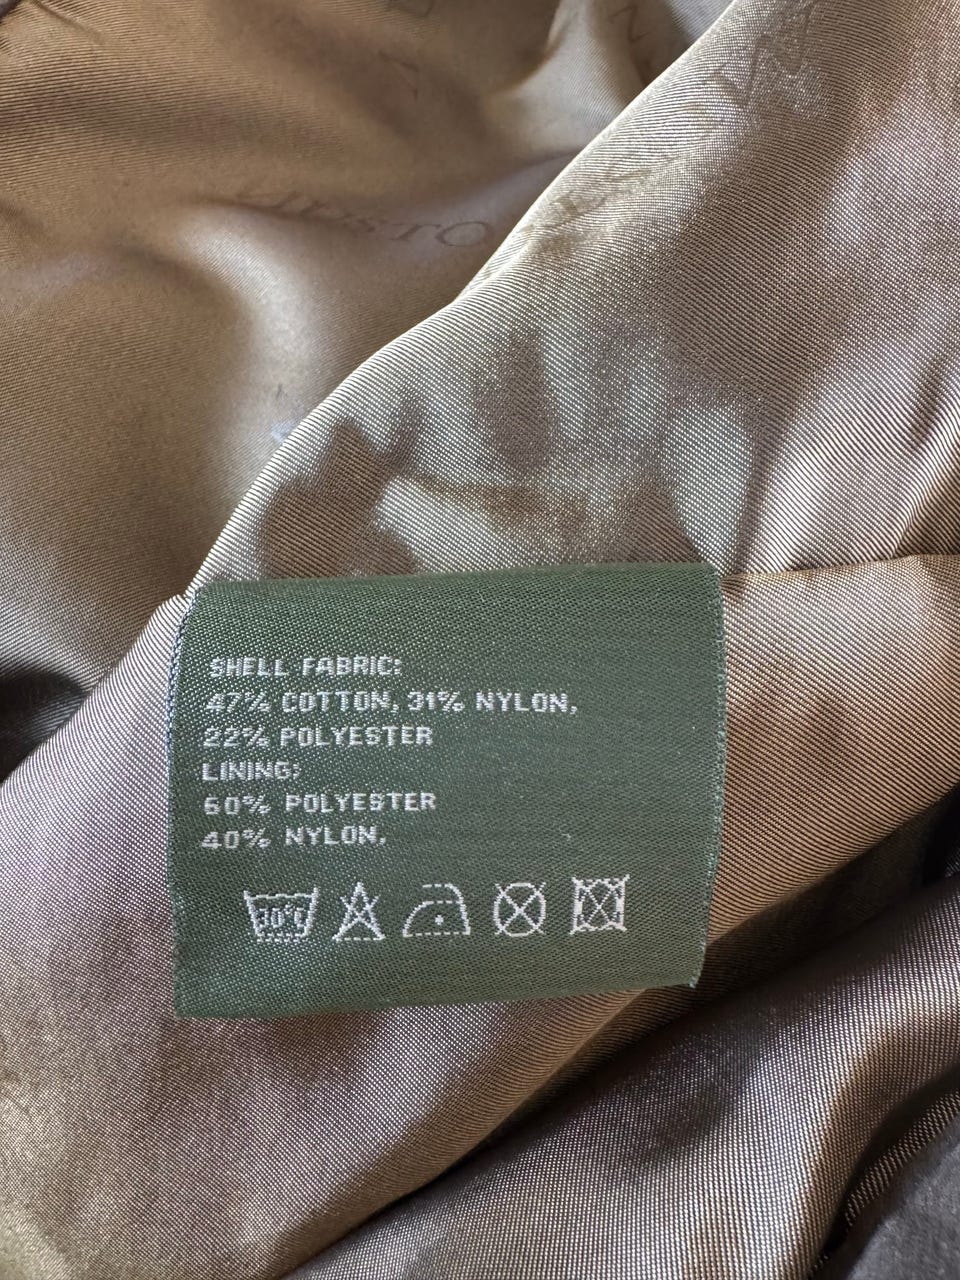 SHELL FABRIC:
47% COTTON, 31% NYLON,
22% POLYESTER
LINING:
60% POLYESTER
40% NYLON.
30°C